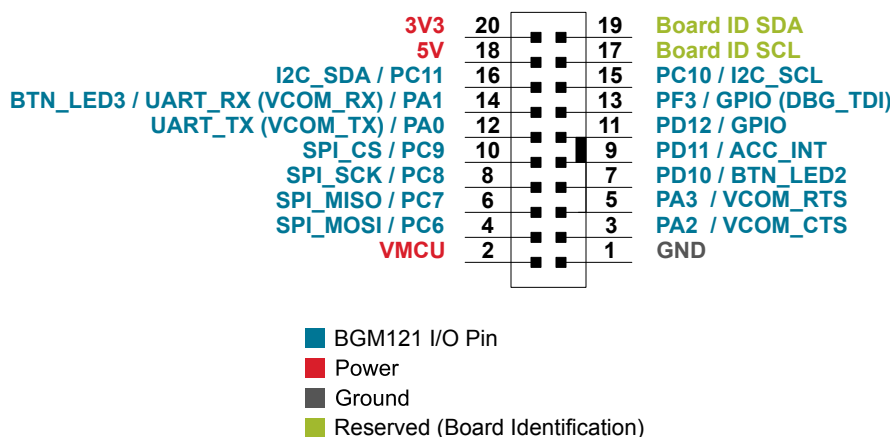 3V3 20 19 Board ID SDA
5V 18 17 Board ID SCL
I2C_SDA / PC11 16 15 PC10 / I2C_SCL
BTN_LED3 / UART_RX (VCOM_RX) / PA1 14 13 PF3 / GPIO (DBG_TDI)
UART_TX (VCOM_TX) / PA0 12 11 PD12 / GPIO
SPI_CS / PC9 10 9 PD11 / ACC_INT
SPI_SCK / PC8 8 7 PD10 / BTN_LED2
SPI_MISO / PC7 6 5 PA3 / VCOM_RTS
SPI_MOSI / PC6 4 3 PA2 / VCOM_CTS
VMCU 2 1 GND
BGM121 I/O Pin
Power
Ground
Reserved (Board Identification)